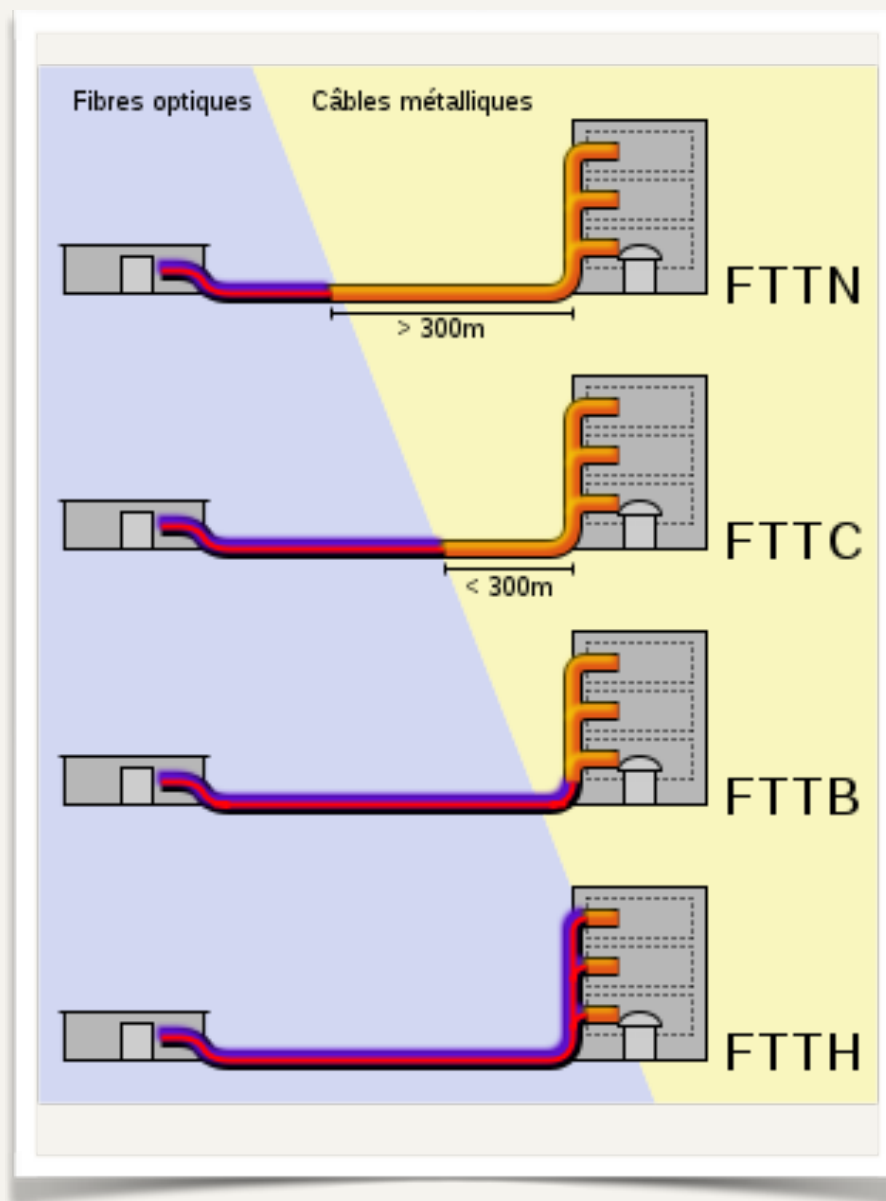 Fibres optiques Câbles métalliques
FTTN
> 300m
FTTC
< 300m
FTTB
FTTH